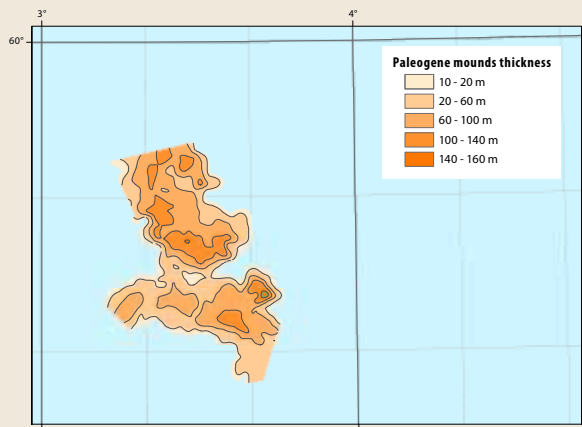 3° 4°
60°
Paleogene mounds thickness
10 - 20 m
20 - 60 m
60 - 100 m
100 - 140 m
140 - 160 m